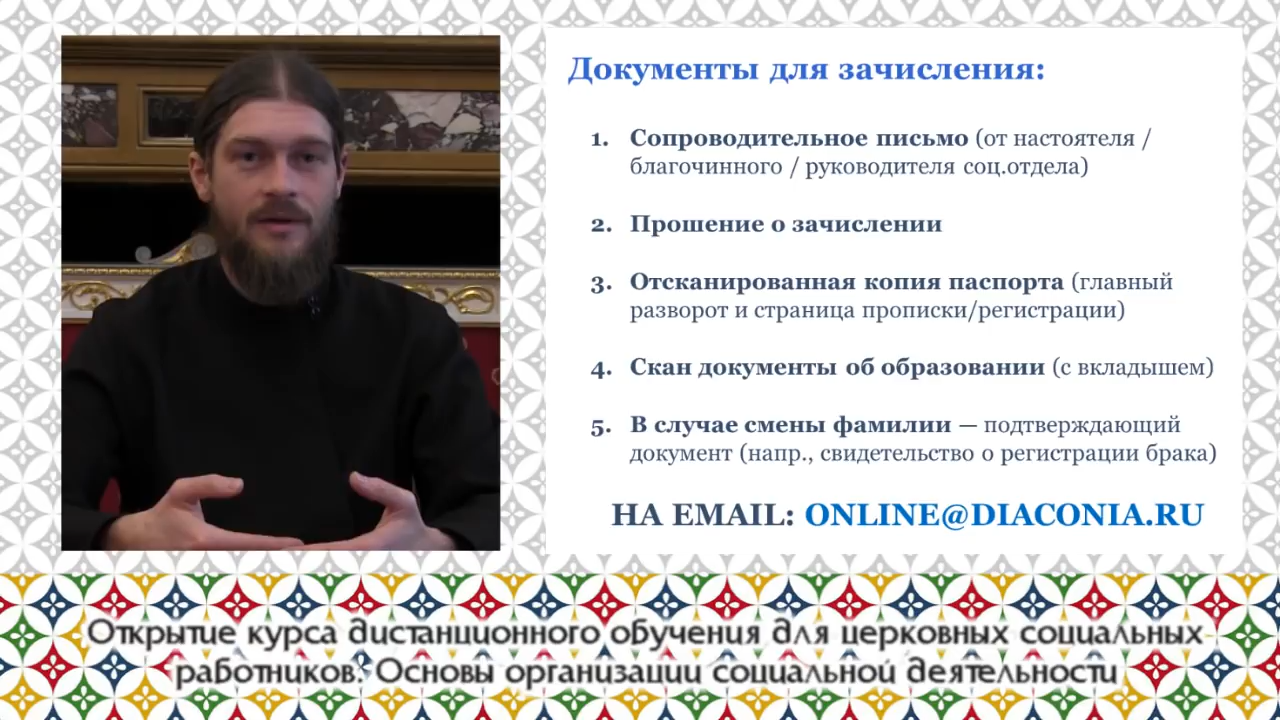 Документы для зачисления:
1. Сопроводительное письмо (от настоятеля /
благочинного / руководителя соц.отдела)
2. Прошение о зачислении
3. Отсканированная копия паспорта (главный
разворот и страница прописки/регистрации)
4. Скан документы об образовании (с вкладышем)
5. В случае смены фамилии — подтверждающий
документ (напр., свидетельство о регистрации брака)
НА EMAIL: ONLINE@DIACONIA.RU
Открытие курса дистанционного обучения для церковных социальных
работников. Основы организации социальной деятельности